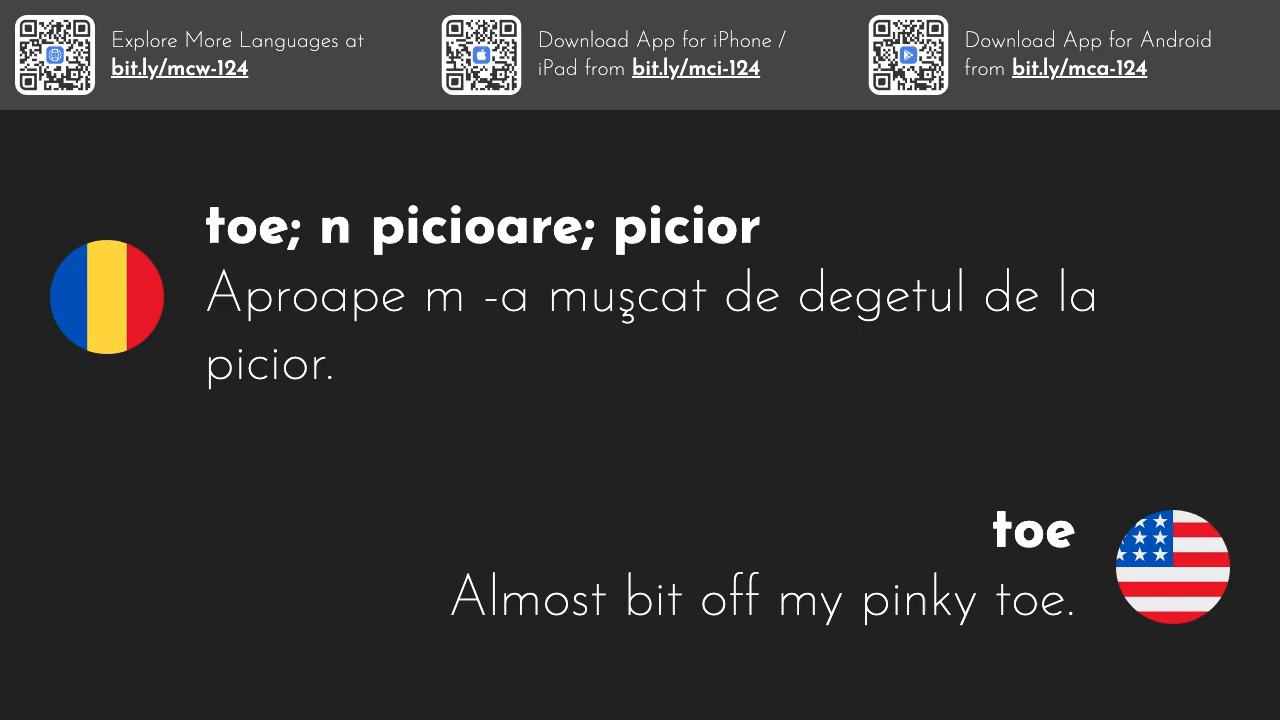 Explore More Languages at
bit.ly/mcw-124
Download App for iPhone /
iPad from bit.ly/mci-124
Download App for Android
from bit.ly/mca-124
toe; n picioare; picior
Aproape m -a muşcat de degetul de la
picior.
toe
Almost bit off my pinky toe.